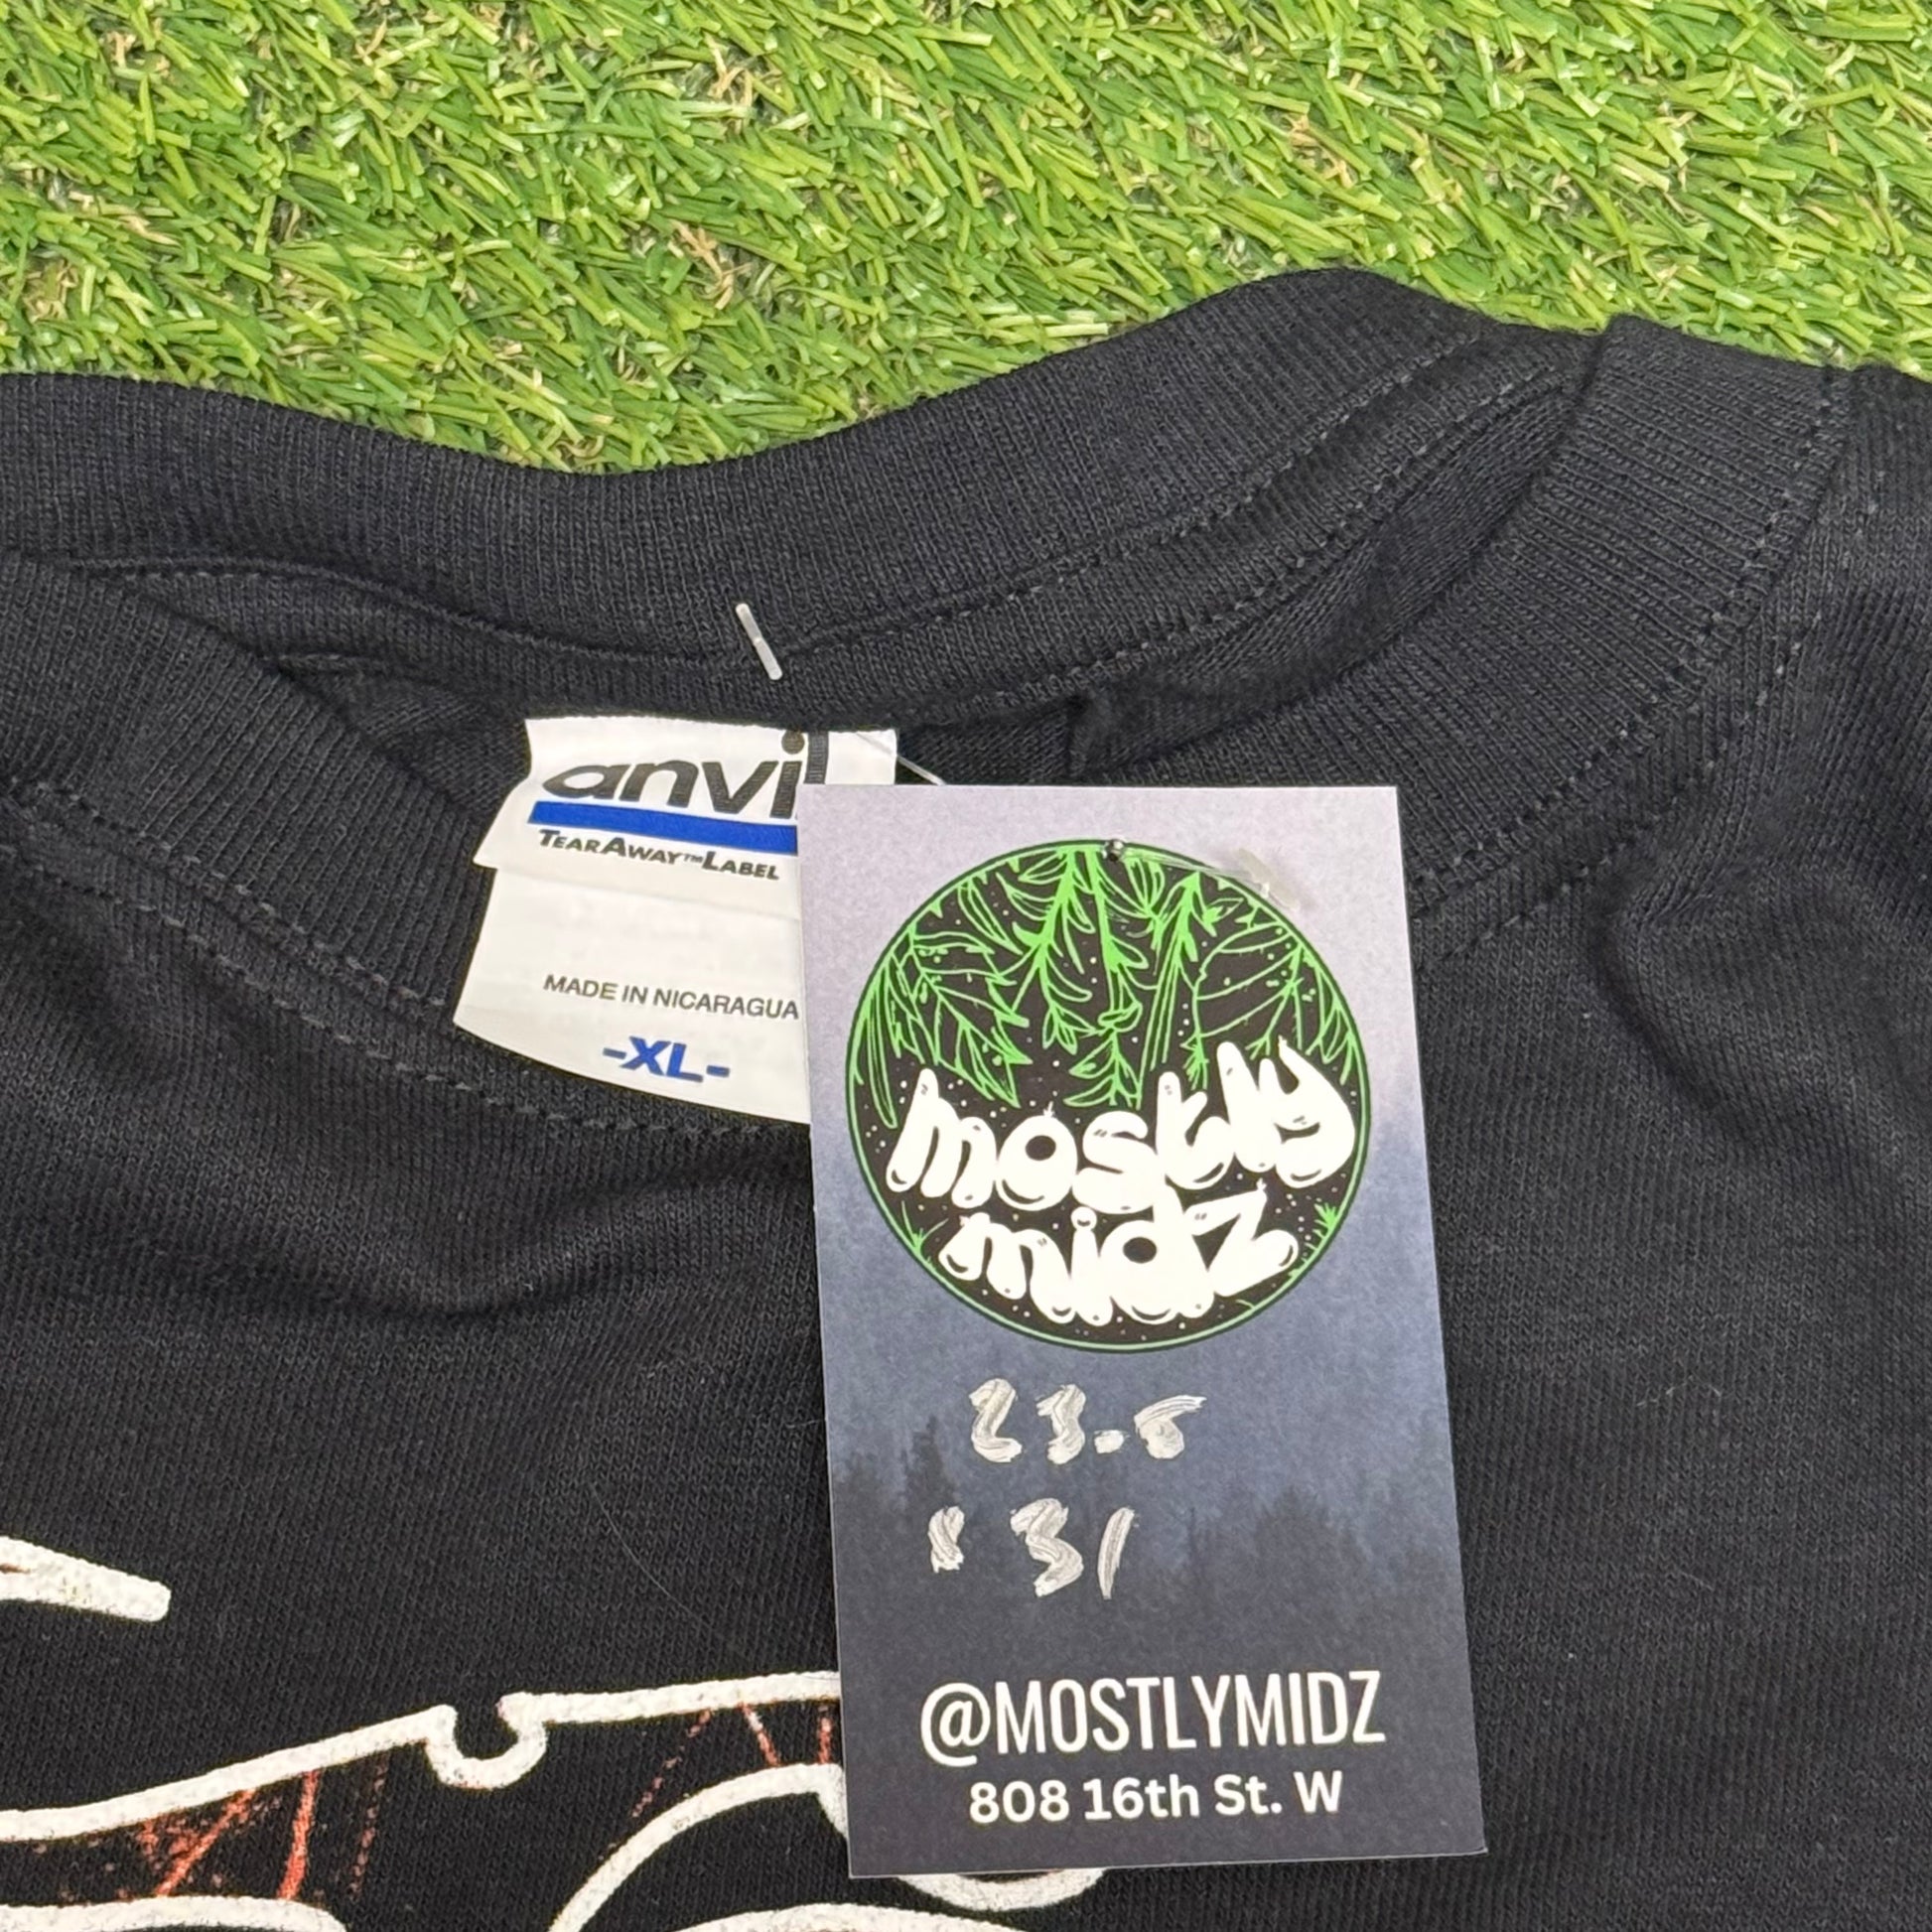 anvil
TEARAWAY™LABEL
MADE IN NICARAGUA
-XL-
mostly
midz
23.5
31
@MOSTLYMIDZ
808 16th St. W